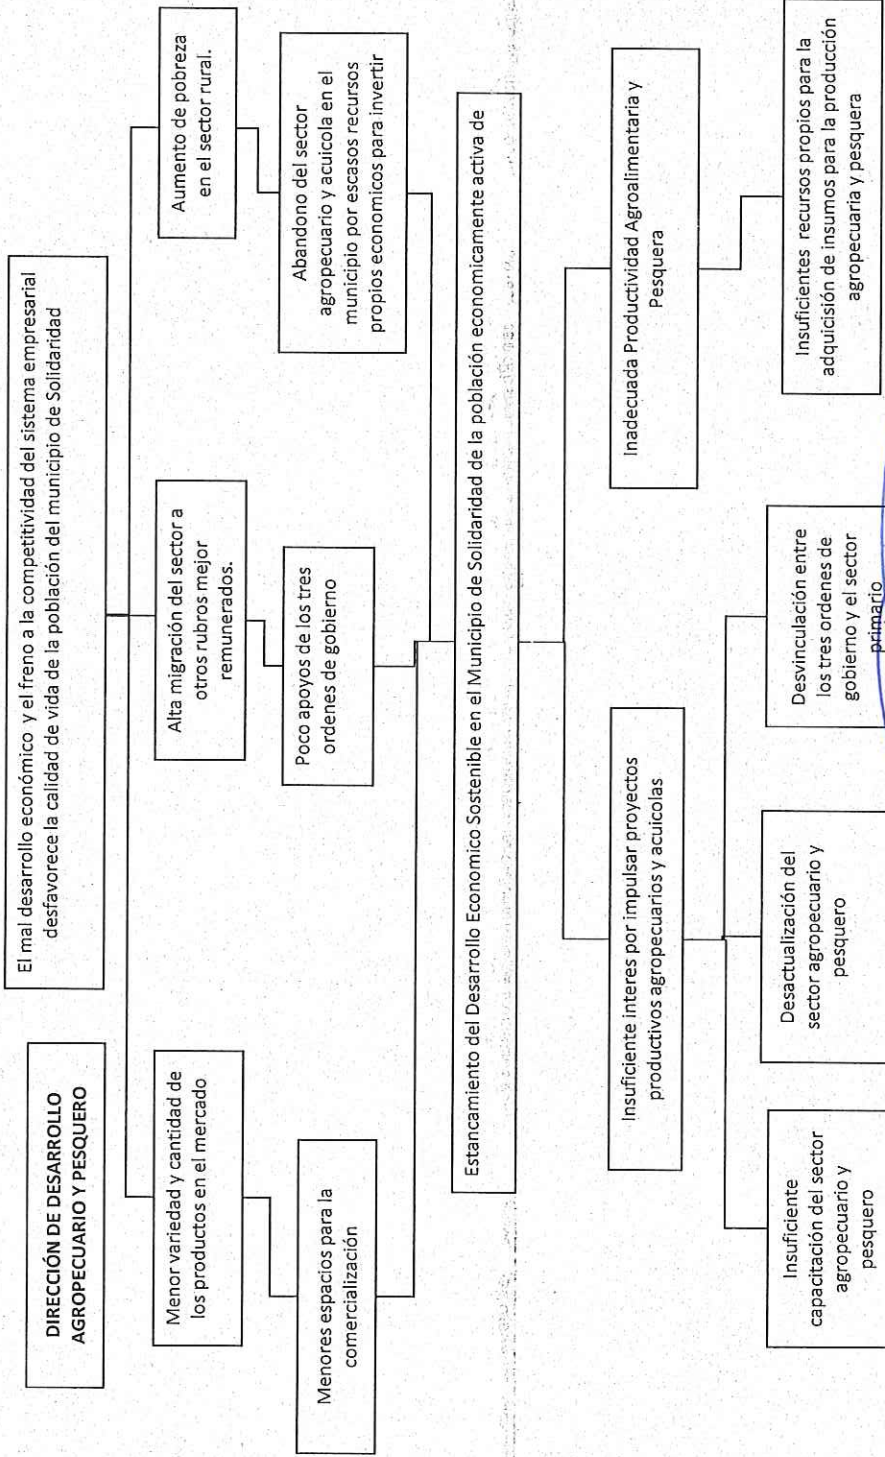 DIRECCIÓN DE DESARROLLO
AGROPECUARIO Y PESQUERO
El mal desarrollo económico y el freno a la competitividad del sistema empresarial
desfavorece la calidad de vida de la población del municipio de Solidaridad
Menor variedad y cantidad de
los productos en el mercado
Alta migración del sector a
otros rubros mejor
remunerados.
Aumento de pobreza
en el sector rural.
Menores espacios para la
comercialización
Poco apoyos de los tres
ordenes de gobierno
Abandono del sector
agropecuario y acuicola en el
municipio por escasos recursos
propios economicos para invertir
Estancamiento del Desarrollo Economico Sostenible en el Municipio de Solidaridad de la población economicamente activa de
Insuficiente interes por impulsar proyectos
productivos agropecuarios y acuícolas
Inadecuada Productividad Agroalimentaria y
Pesquera
Insuficiente
capacitación del sector
agropecuario y
pesquero
Desactualización del
sector agropecuario y
pesquero
Desvinculación entre
los tres ordenes de
gobierno y el sector
primario
Insuficientes recursos propios para la
adquicisión de insumos para la producción
agropecuaria y pesquera